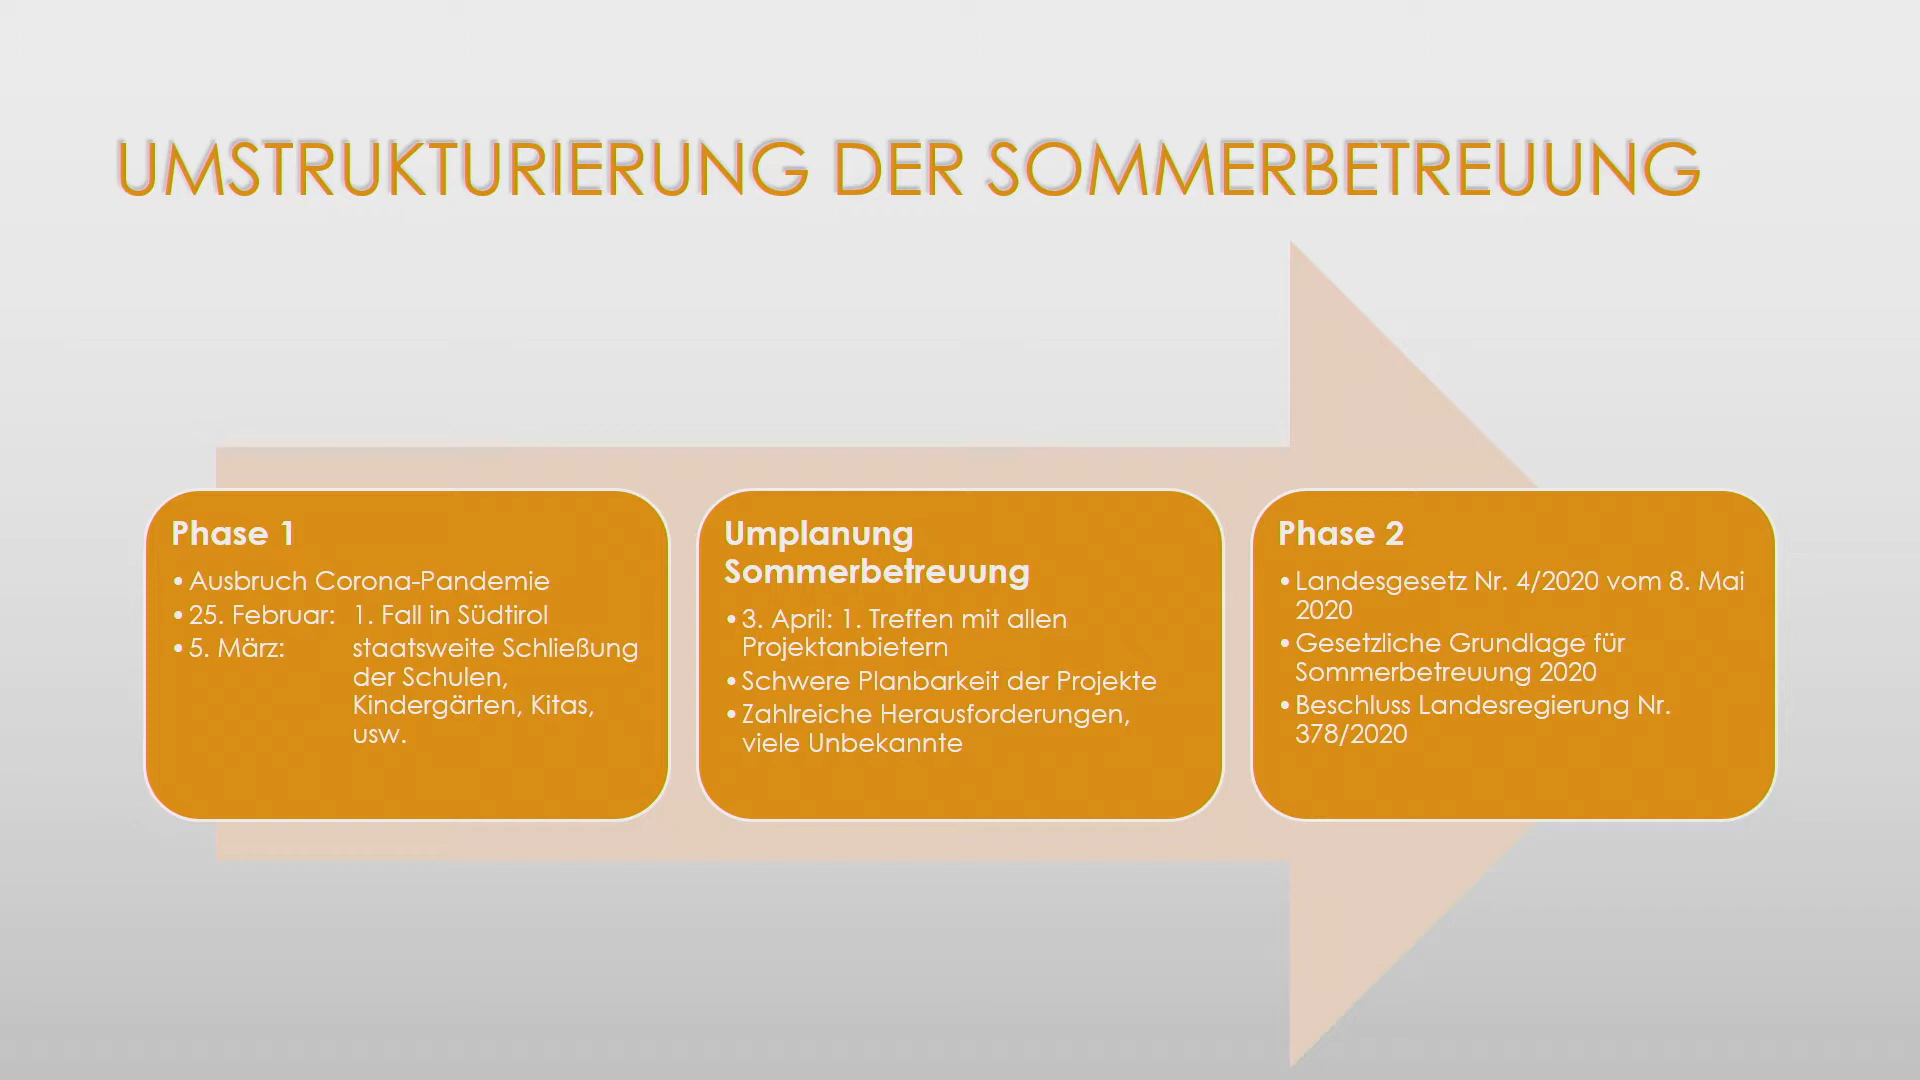 UMSTRUKTURIERUNG DER SOMMERBETREUUNG
Phase 1
• Ausbruch Corona-Pandemie
• 25. Februar: 1. Fall in Südtirol
• 5. März: staatsweite Schließung
der Schulen,
Kindergärten, Kitas,
usw.
Umplanung
Sommerbetreuung
• 3. April: 1. Treffen mit allen
Projektanbietern
• Schwere Planbarkeit der Projekte
• Zahlreiche Herausforderungen,
viele Unbekannte
Phase 2
• Landesgesetz Nr. 4/2020 vom 8. Mai
2020
• Gesetzliche Grundlage für
Sommerbetreuung 2020
• Beschluss Landesregierung Nr.
378/2020